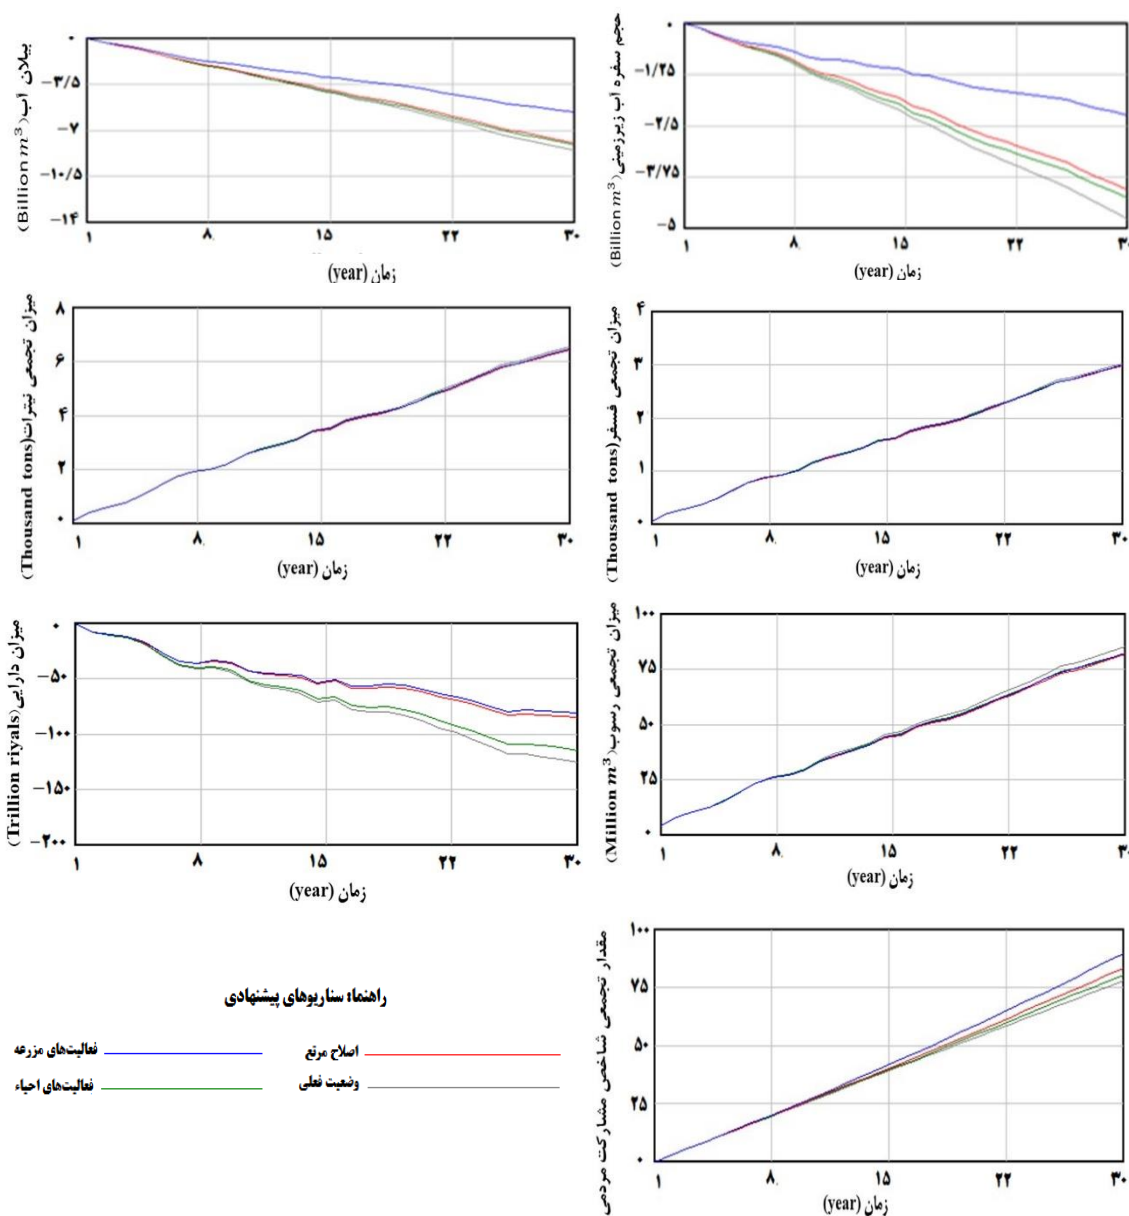 بیلان آب(Billion m³)
۰
−۳/۵
−۷
−۱۰/۵
−۱۴
۱ ۸ ۱۵ ۲۲ ۳۰
زمان (year)
حجم سفره آب زیرزمینی(Billion m³)
۰
−۱/۲۵
−۲/۵
−۳/۷۵
−۵
۱ ۸ ۱۵ ۲۲ ۳۰
زمان (year)
میزان تجمعی نیترات(Thousand tons)
۸
۶
۴
۲
۰
۱ ۸ ۱۵ ۲۲ ۳۰
زمان (year)
میزان تجمعی فسفر(Thousand tons)
۴
۳
۲
۱
۰
۱ ۸ ۱۵ ۲۲ ۳۰
زمان (year)
میزان دارایی(Trillion riyals)
۰
−۵۰
−۱۰۰
−۱۵۰
−۲۰۰
۱ ۸ ۱۵ ۲۲ ۳۰
زمان (year)
میزان تجمعی رسوب(Million m³)
۱۰۰
۷۵
۵۰
۲۵
۰
۱ ۸ ۱۵ ۲۲ ۳۰
زمان (year)
مقدار تجمعی شاخص مشارکت مردمی
۱۰۰
۷۵
۵۰
۲۵
۰
۱ ۸ ۱۵ ۲۲ ۳۰
زمان (year)
راهنما: سناریوهای پیشنهادی
اصلاح مرتع
فعالیت‌های مزرعه
وضعیت فعلی
فعالیت‌های احیاء